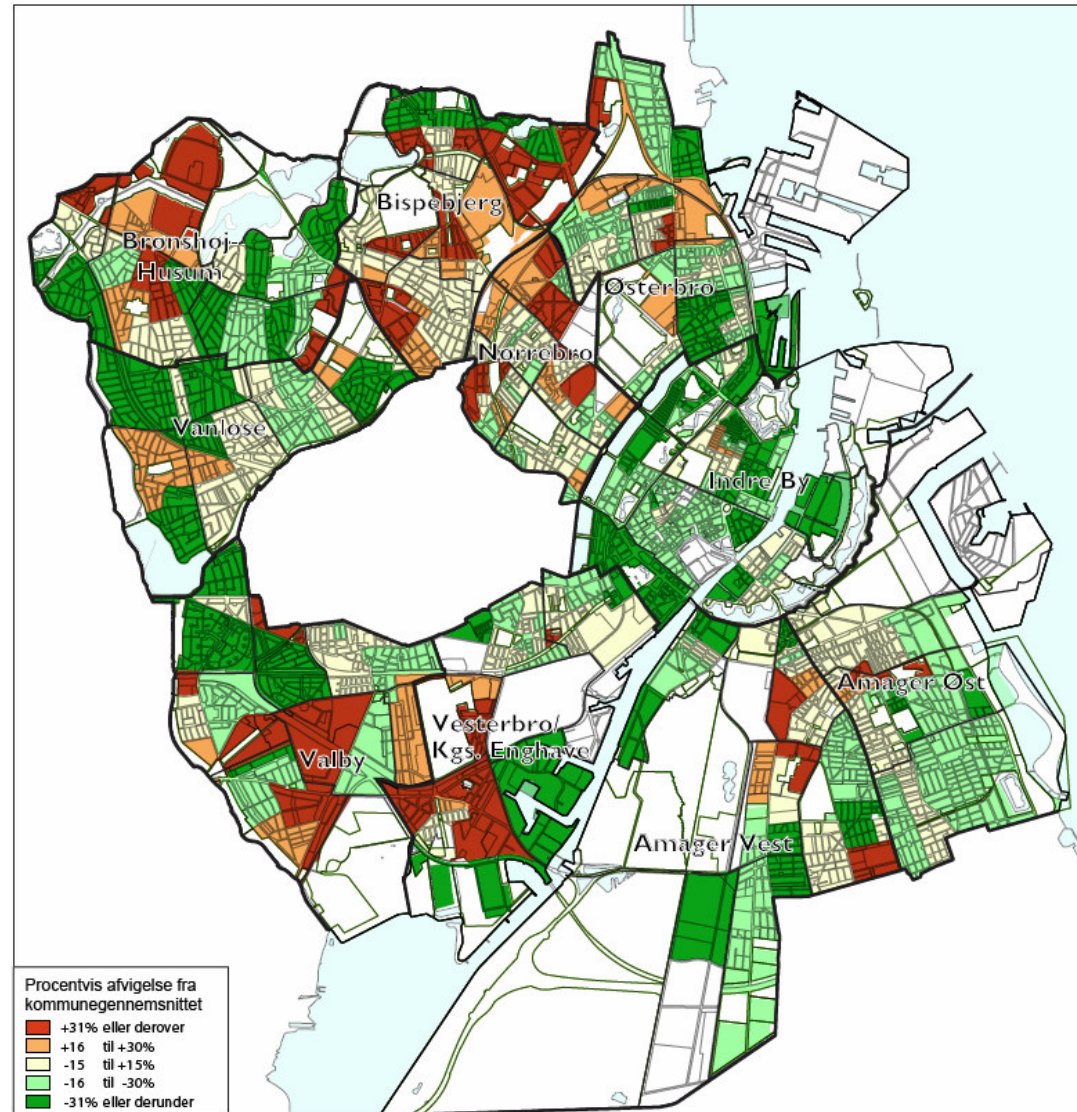 Bispebjerg
Brønshøj-
Husum
Østerbro
Nørrebro
Vanløse
Indre By
Amager Øst
Vesterbro/
Kgs. Enghave
Valby
Amager Vest
Procentvis afvigelse fra
kommunegennemsnittet
+31% eller derover
+16 til +30%
-15 til +15%
-16 til -30%
-31% eller derunder